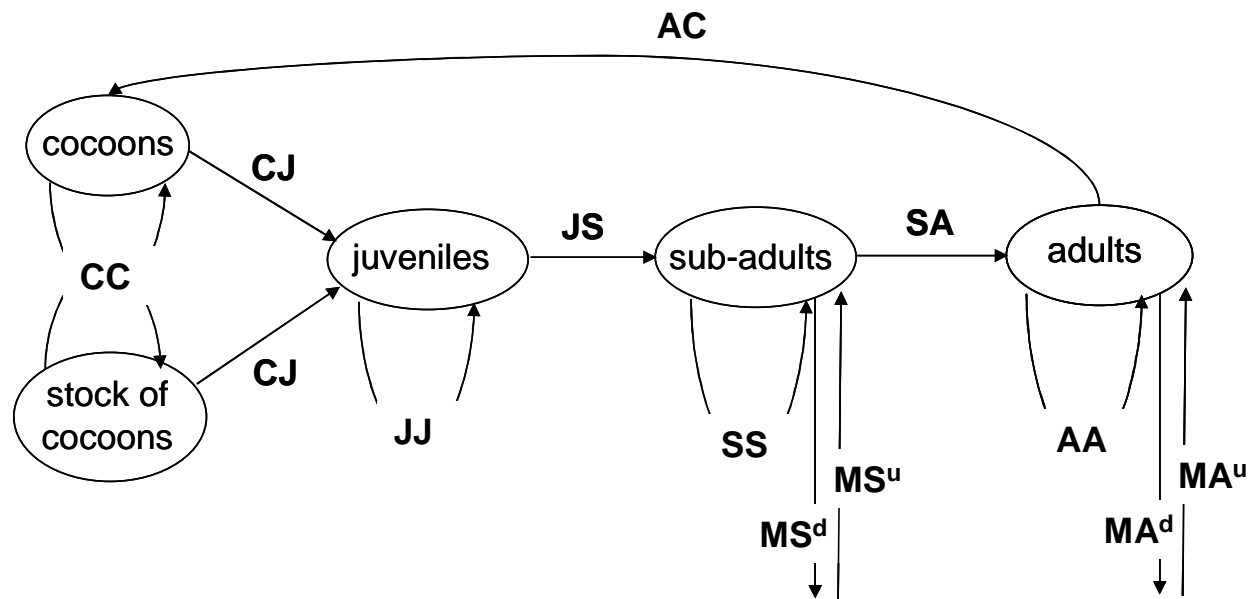 AC
cocoons
CJ
CC
juveniles
JS
sub-adults
SA
adults
CJ
stock of
cocoons
JJ
SS
AA
MSᵘ
MAᵘ
MSᵈ
MAᵈ